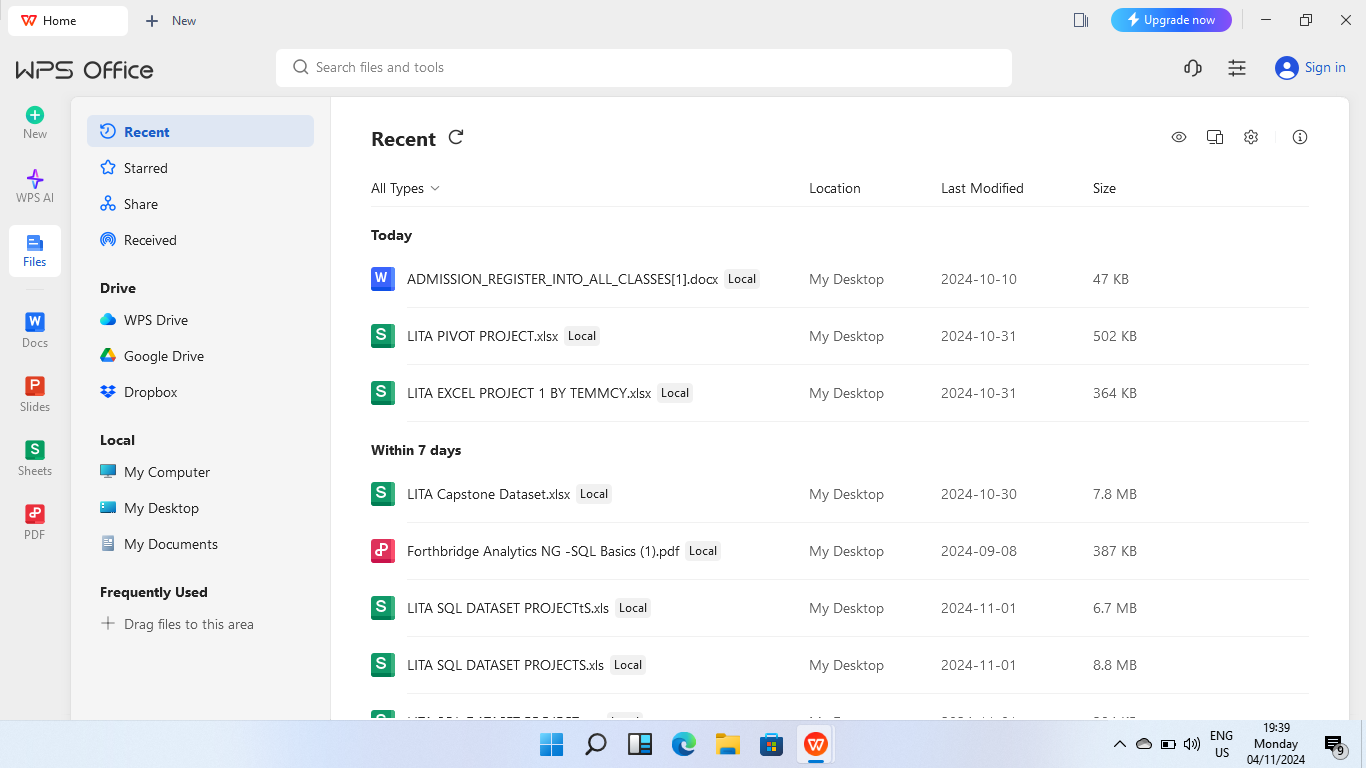 Home
New
Upgrade now
WPS Office
Search files and tools
Sign in
New
WPS AI
Files
Docs
Slides
Sheets
PDF
Recent
Starred
Share
Received
Drive
WPS Drive
Google Drive
Dropbox
Local
My Computer
My Desktop
My Documents
Frequently Used
Drag files to this area
Recent
All Types Location Last Modified Size
Today
ADMISSION_REGISTER_INTO_ALL_CLASSES[1].docx Local My Desktop 2024-10-10 47 KB
LITA PIVOT PROJECT.xlsx Local My Desktop 2024-10-31 502 KB
LITA EXCEL PROJECT 1 BY TEMMCY.xlsx Local My Desktop 2024-10-31 364 KB
Within 7 days
LITA Capstone Dataset.xlsx Local My Desktop 2024-10-30 7.8 MB
Forthbridge Analytics NG -SQL Basics (1).pdf Local My Desktop 2024-09-08 387 KB
LITA SQL DATASET PROJECTtS.xls Local My Desktop 2024-11-01 6.7 MB
LITA SQL DATASET PROJECTS.xls Local My Desktop 2024-11-01 8.8 MB
ENG
US
19:39
Monday
04/11/2024
9